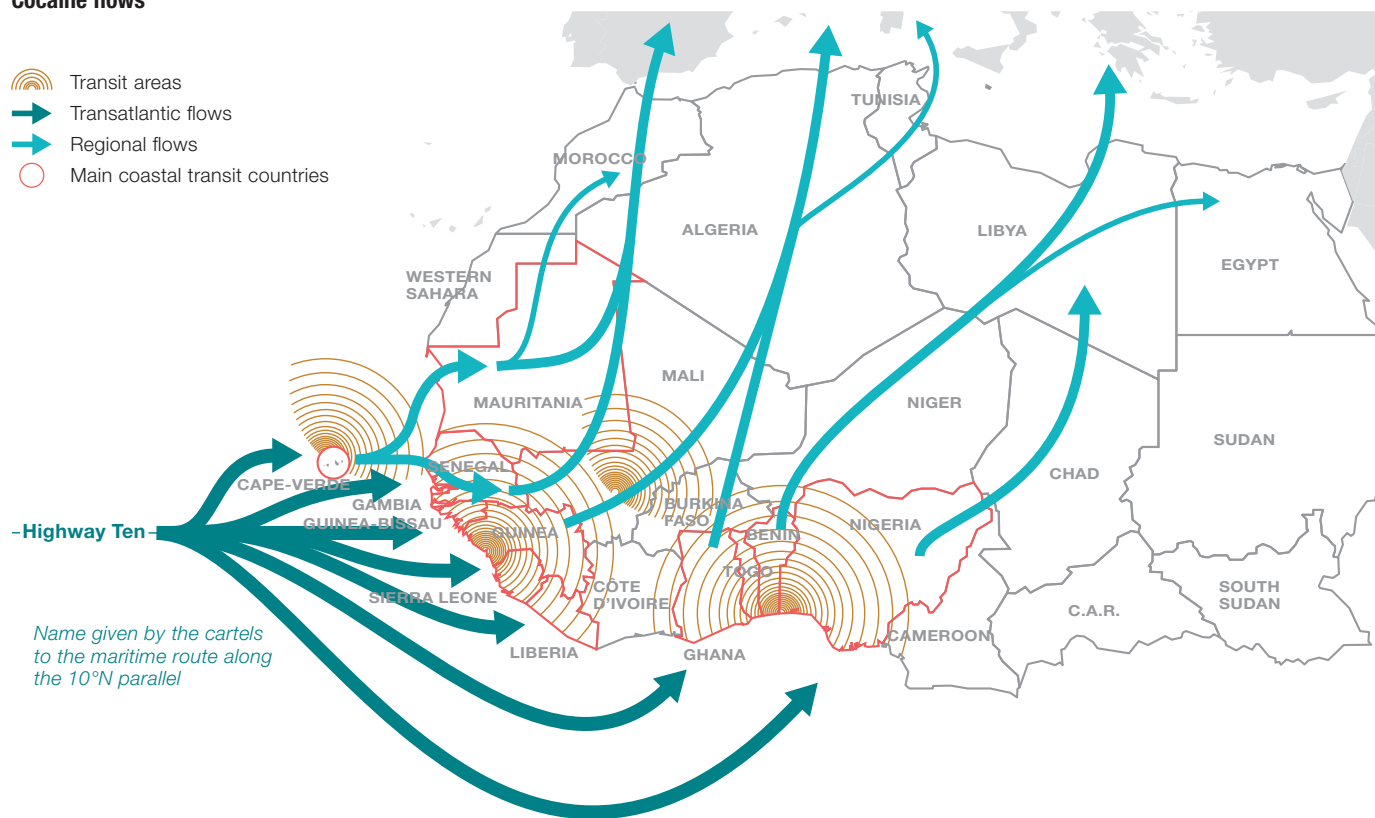 Cocaine flows
Transit areas
Transatlantic flows
Regional flows
Main coastal transit countries
TUNISIA
MOROCCO
ALGERIA
LIBYA
EGYPT
WESTERN
SAHARA
MALI
MAURITANIA
NIGER
SUDAN
CHAD
SENEGAL
CAPE-VERDE
GAMBIA
GUINEA-BISSAU
GUINEA
BURKINA
FASO
BENIN
NIGERIA
Highway Ten
TOGO
CÔTE
D'IVOIRE
SIERRA LEONE
SOUTH
SUDAN
C.A.R.
CAMEROON
LIBERIA
GHANA
Name given by the cartels
to the maritime route along
the 10°N parallel